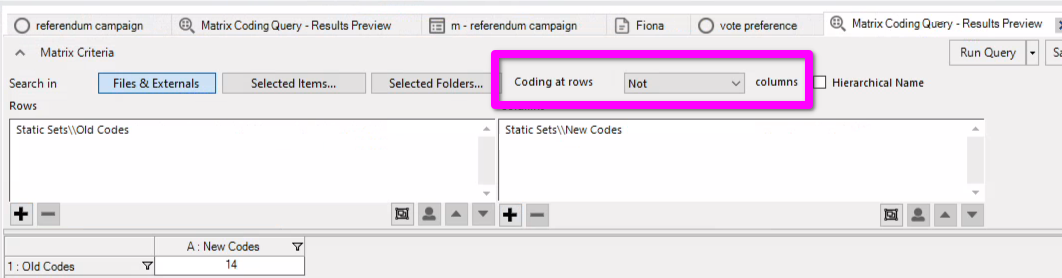 referendum campaign Matrix Coding Query - Results Preview m - referendum campaign Fiona vote preference Matrix Coding Query - Results Preview
Matrix Criteria Run Query
Search in Files & Externals Selected Items... Selected Folders... Coding at rows Not columns Hierarchical Name
Rows
Static Sets\\Old Codes Static Sets\\New Codes
A : New Codes
1 : Old Codes 14